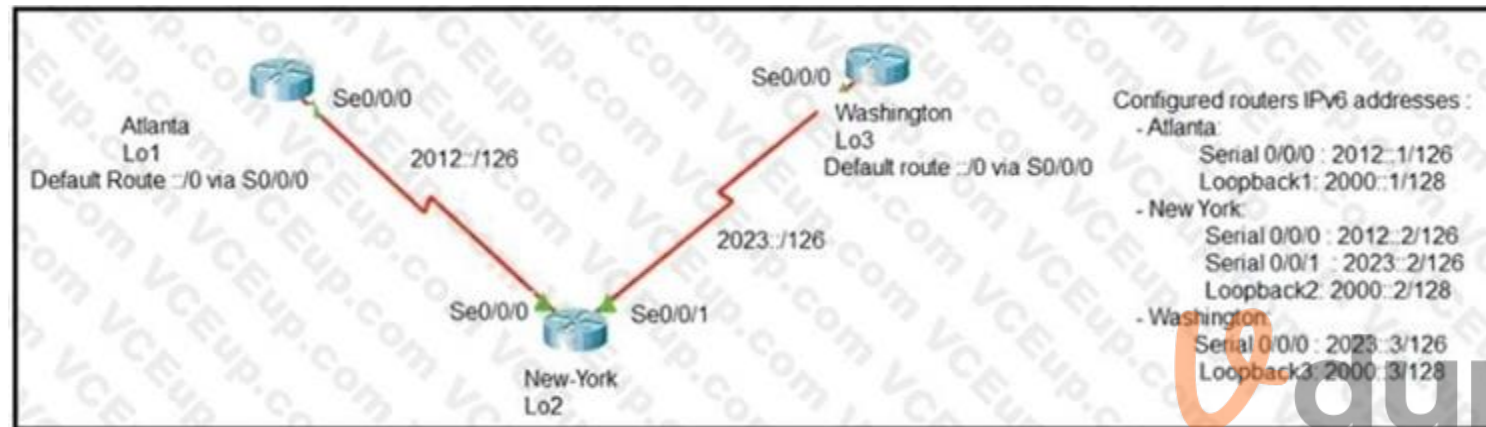 Se0/0/0
Atlanta
Lo1
Default Route ::/0 via S0/0/0
2012::/126
Se0/0/0
Washington
Lo3
Default route ::/0 via S0/0/0
2023::/126
Se0/0/0
Se0/0/1
New-York
Lo2
Configured routers IPv6 addresses :
- Atlanta:
Serial 0/0/0 : 2012::1/126
Loopback1: 2000::1/128
- New York:
Serial 0/0/0 : 2012::2/126
Serial 0/0/1 : 2023::2/126
Loopback2: 2000::2/128
- Washington:
Serial 0/0/0 : 2023::3/126
Loopback3: 2000::3/128
VCEup.com